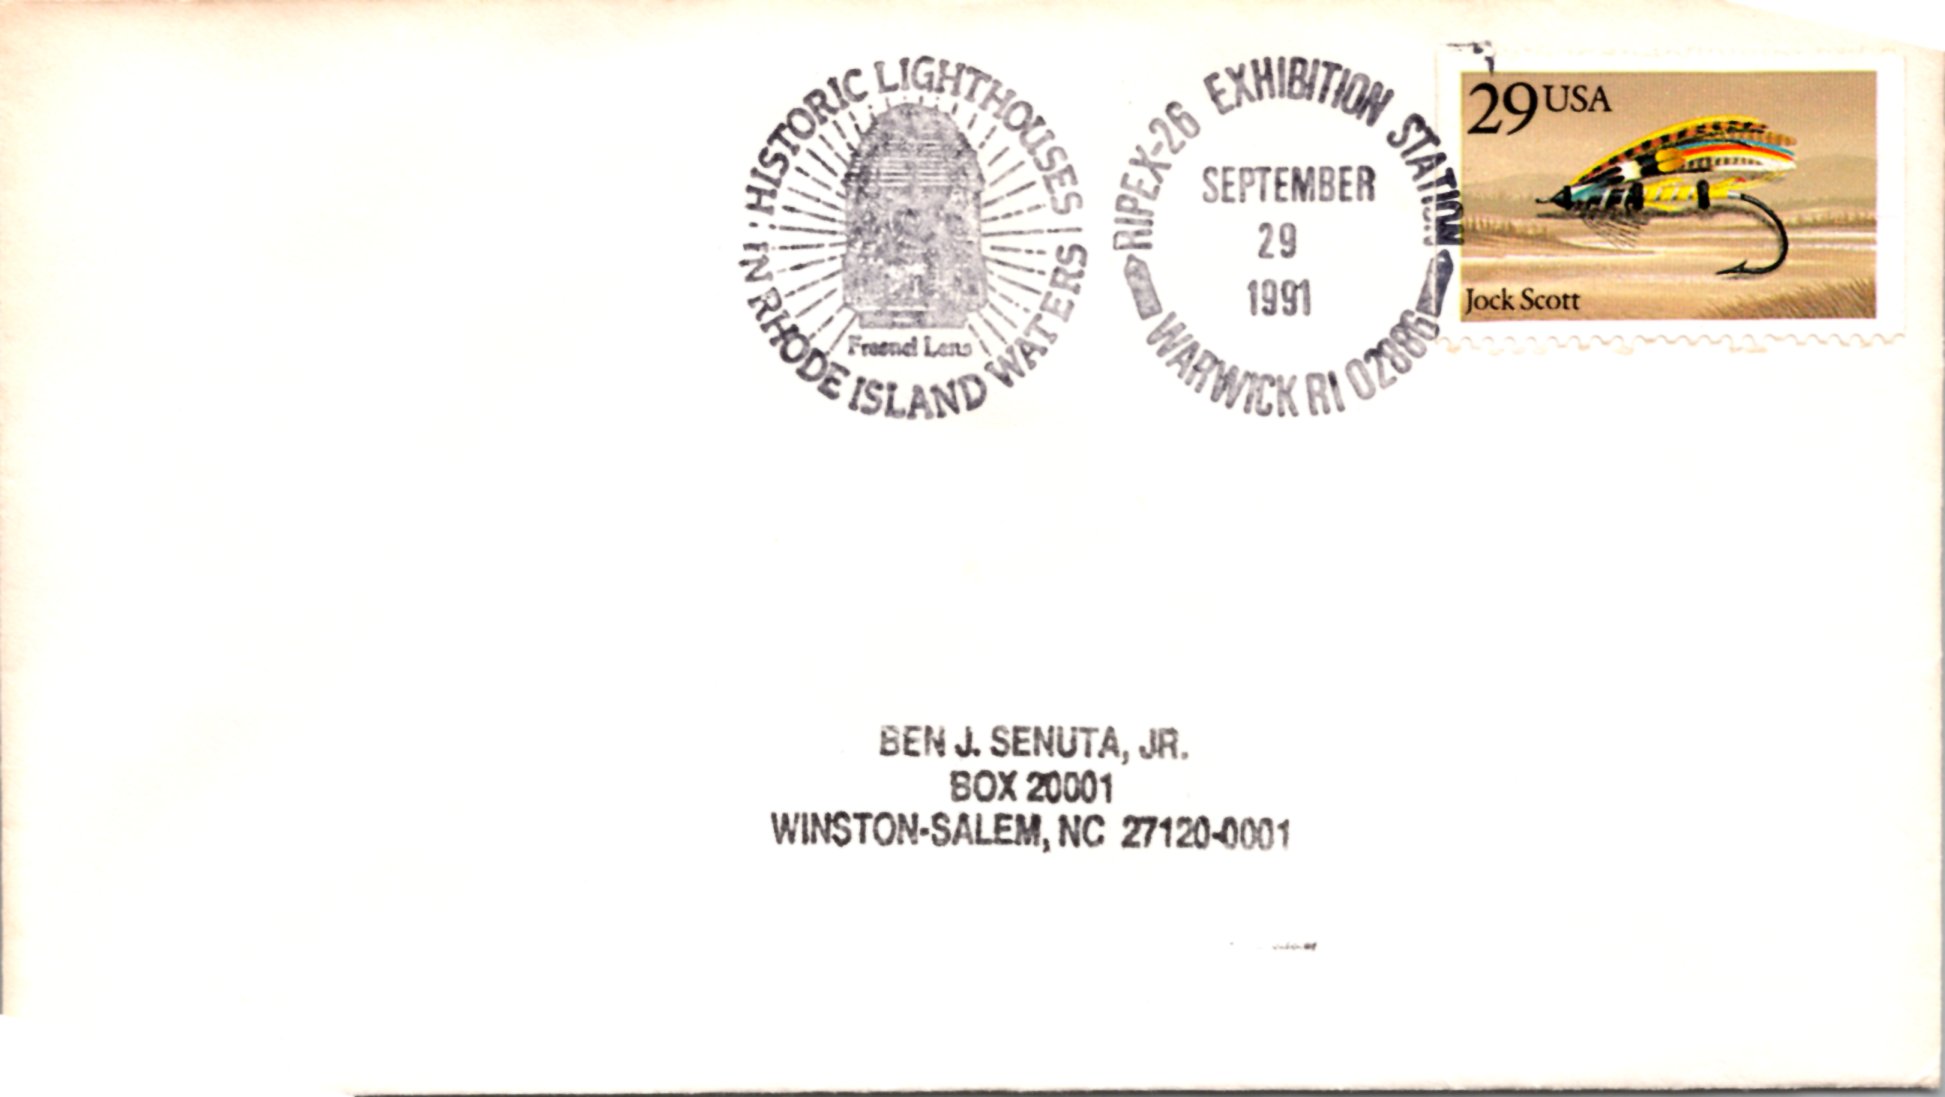 HISTORIC LIGHTHOUSES
IN RHODE ISLAND WATERS
Fresnel Lens
RIPEX-26 EXHIBITION STATION
SEPTEMBER
29
1991
WARWICK RI 02886
29 USA
Jock Scott
BEN J. SENUTA, JR.
BOX 20001
WINSTON-SALEM, NC 27120-0001